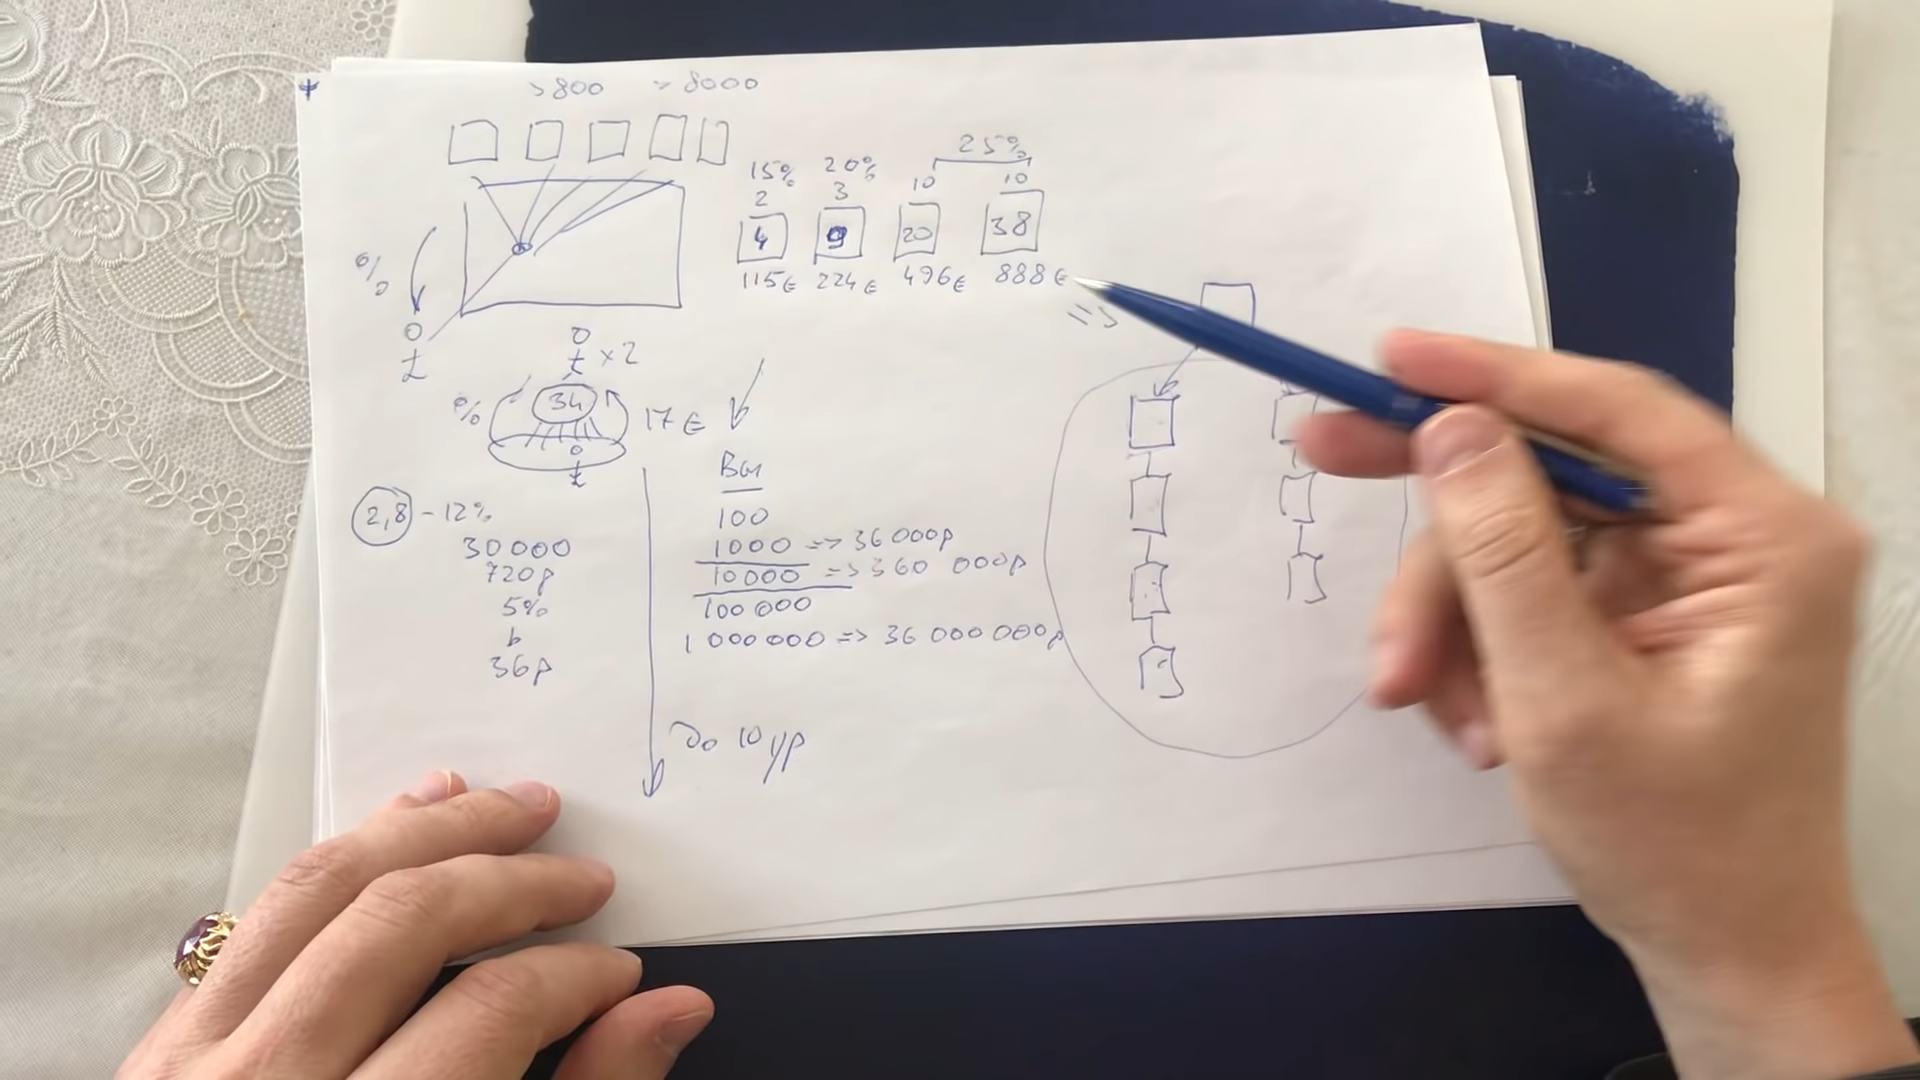 >800 > 8000
25%
15% 20%
2 3 10 10
4 9 20 38
115€ 224€ 496€ 888€
=>
%
0
0
x2
% 34 17€
0
Вы
2,8 - 12%
100
30000
1000 => 36 000р
720р
10000 => 360 000р
5%
100 000
1 000 000 => 36 000 000р
36р
До 10 ур